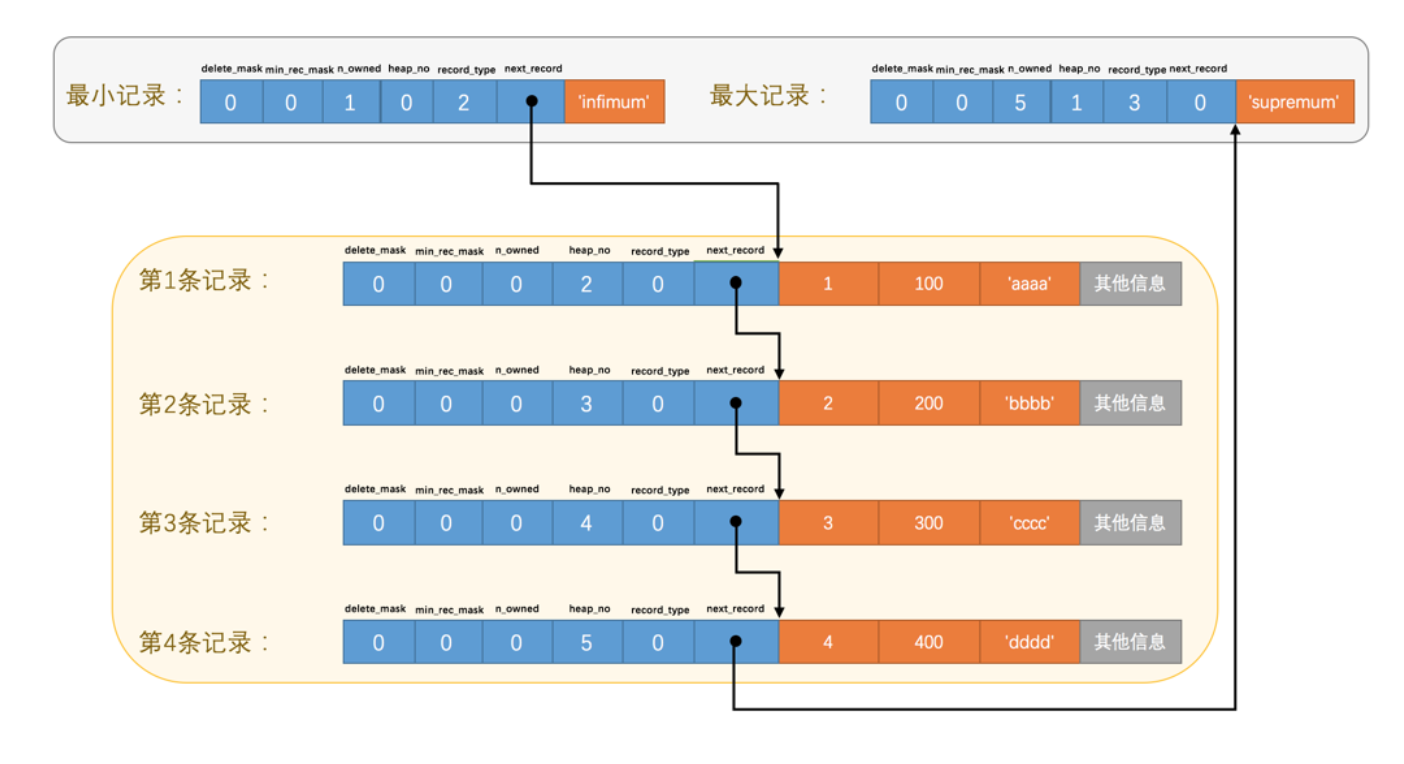 delete_mask min_rec_mask n_owned heap_no record_type next_record
最小记录： 0 0 1 0 2 'infimum'
delete_mask min_rec_mask n_owned heap_no record_type next_record
最大记录： 0 0 5 1 3 0 'supremum'
delete_mask min_rec_mask n_owned heap_no record_type next_record
第1条记录： 0 0 0 2 0 1 100 'aaaa' 其他信息
delete_mask min_rec_mask n_owned heap_no record_type next_record
第2条记录： 0 0 0 3 0 2 200 'bbbb' 其他信息
delete_mask min_rec_mask n_owned heap_no record_type next_record
第3条记录： 0 0 0 4 0 3 300 'cccc' 其他信息
delete_mask min_rec_mask n_owned heap_no record_type next_record
第4条记录： 0 0 0 5 0 4 400 'dddd' 其他信息